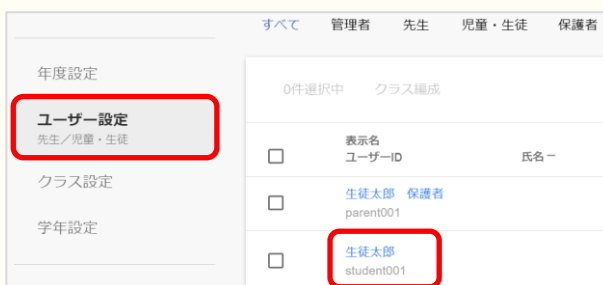 すべて 管理者 先生 児童・生徒 保護者
年度設定
ユーザー設定
先生／児童・生徒
クラス設定
学年設定
0件選択中 クラス編成
表示名
ユーザーID
氏名ー
生徒太郎 保護者
parent001
生徒太郎
student001